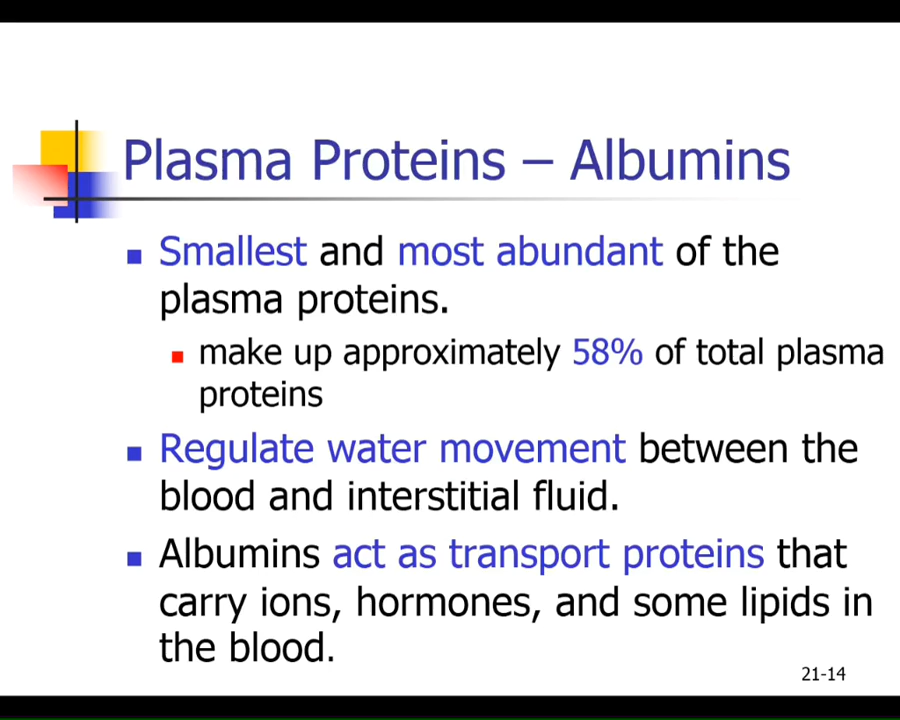 Plasma Proteins – Albumins
Smallest and most abundant of the
plasma proteins.
make up approximately 58% of total plasma
proteins
Regulate water movement between the
blood and interstitial fluid.
Albumins act as transport proteins that
carry ions, hormones, and some lipids in
the blood.
21-14